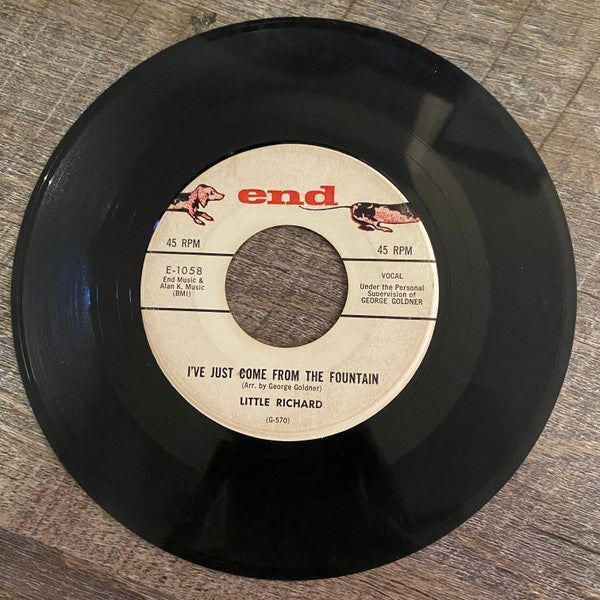 end
45 RPM
45 RPM
E-1058
End Music &
Alan K. Music
(BMI)
VOCAL
Under the Personal
Supervision of
GEORGE GOLDNER
I'VE JUST COME FROM THE FOUNTAIN
(Arr. by George Goldner)
LITTLE RICHARD
(G-570)